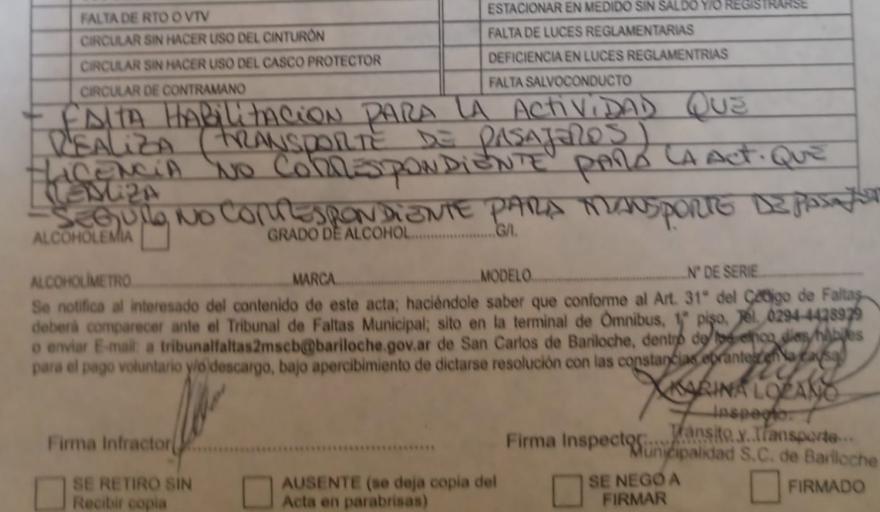 FALTA DE RTO O VTV
ESTACIONAR EN MEDIDO SIN SALDO Y/O REGISTRARSE
CIRCULAR SIN HACER USO DEL CINTURÓN
FALTA DE LUCES REGLAMENTARIAS
CIRCULAR SIN HACER USO DEL CASCO PROTECTOR
DEFICIENCIA EN LUCES REGLAMENTRIAS
CIRCULAR DE CONTRAMANO
FALTA SALVOCONDUCTO
- FALTA HABILITACION PARA LA ACTIVIDAD QUE
REALIZA (TRANSPORTE DE PASAJEROS)
- LICENCIA NO CORRESPONDIENTE PARA LA ACT. QUE
REALIZA
- SEGURO NO CORRESPONDIENTE PARA TRANSPORTE DE PASAJEROS
ALCOHOLEMIA GRADO DE ALCOHOL....................G/l.
ALCOHOLÍMETRO MARCA MODELO N° DE SERIE
Se notifica al interesado del contenido de este acta; haciéndole saber que conforme al Art. 31° del Código de Faltas
deberá comparecer ante el Tribunal de Faltas Municipal; sito en la terminal de Ómnibus, 1° piso, Tel. 0294-4428929
o enviar E-mail: a tribunalfaltas2mscb@bariloche.gov.ar de San Carlos de Bariloche, dentro de los cinco días hábiles
para el pago voluntario y/o descargo, bajo apercibimiento de dictarse resolución con las constancias obrantes en la causa.
KARINA LOZANO
Inspector
Firma Infractor.......................................... Firma Inspector.... Tránsito y Transporte...
Municipalidad S.C. de Bariloche
SE RETIRÓ SIN
Recibir copia
AUSENTE (se deja copia del
Acta en parabrisas)
SE NEGO A
FIRMAR
FIRMADO